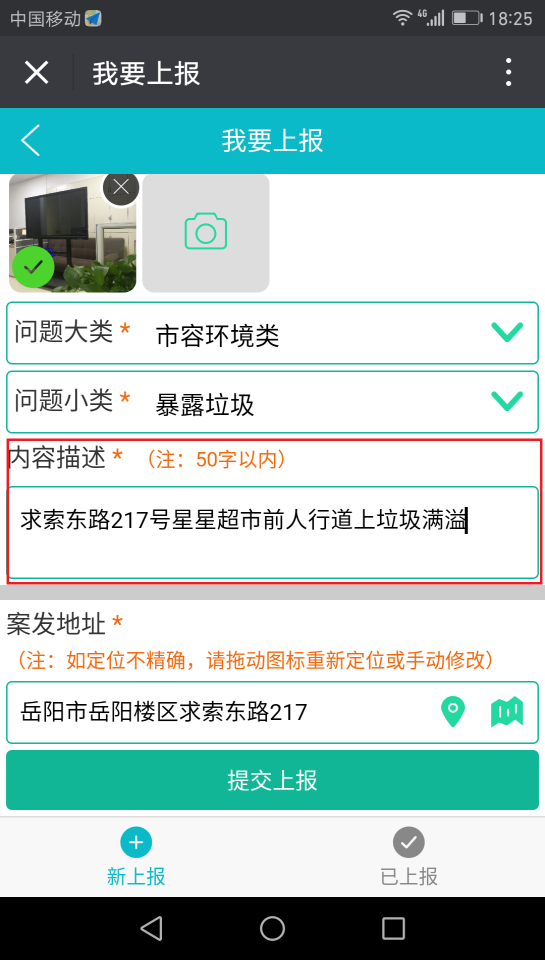 中国移动 4G 18:25
我要上报
我要上报
问题大类 * 市容环境类
问题小类 * 暴露垃圾
内容描述 * （注：50字以内）
求索东路217号星星超市前人行道上垃圾满溢
案发地址 *
（注：如定位不精确，请拖动图标重新定位或手动修改）
岳阳市岳阳楼区求索东路217
提交上报
新上报 已上报